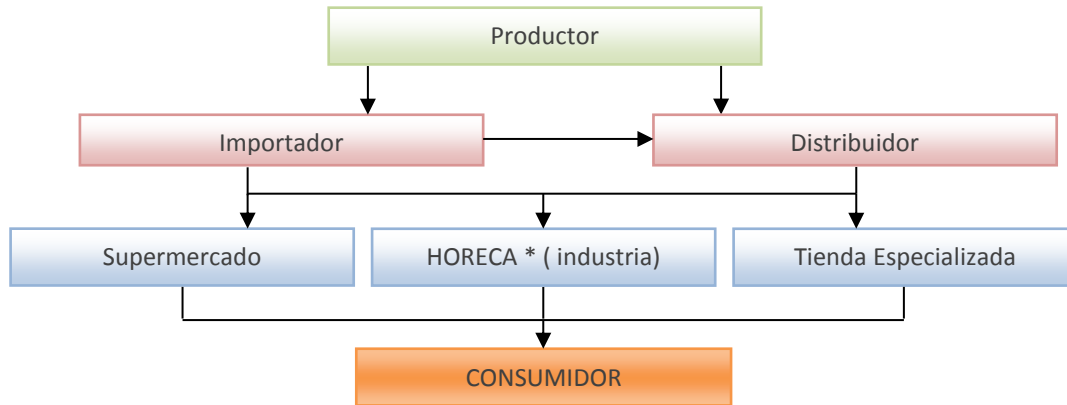 Productor
Importador
Distribuidor
Supermercado
HORECA * ( industria)
Tienda Especializada
CONSUMIDOR